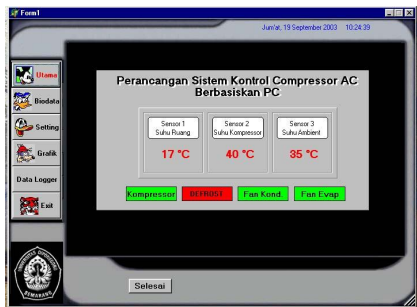 Form1
Jum'at, 19 September 2003 10:24:39
Utama
Biodata
Setting
Grafik
Data Logger
Exit
Perancangan Sistem Kontrol Compressor AC
Berbasiskan PC
Sensor 1
Suhu Ruang
17 °C
Sensor 2
Suhu Kompressor
40 °C
Sensor 3
Suhu Ambient
35 °C
Kompressor
DEFROST
Fan Kond.
Fan Evap
SEMARANG
Selesai